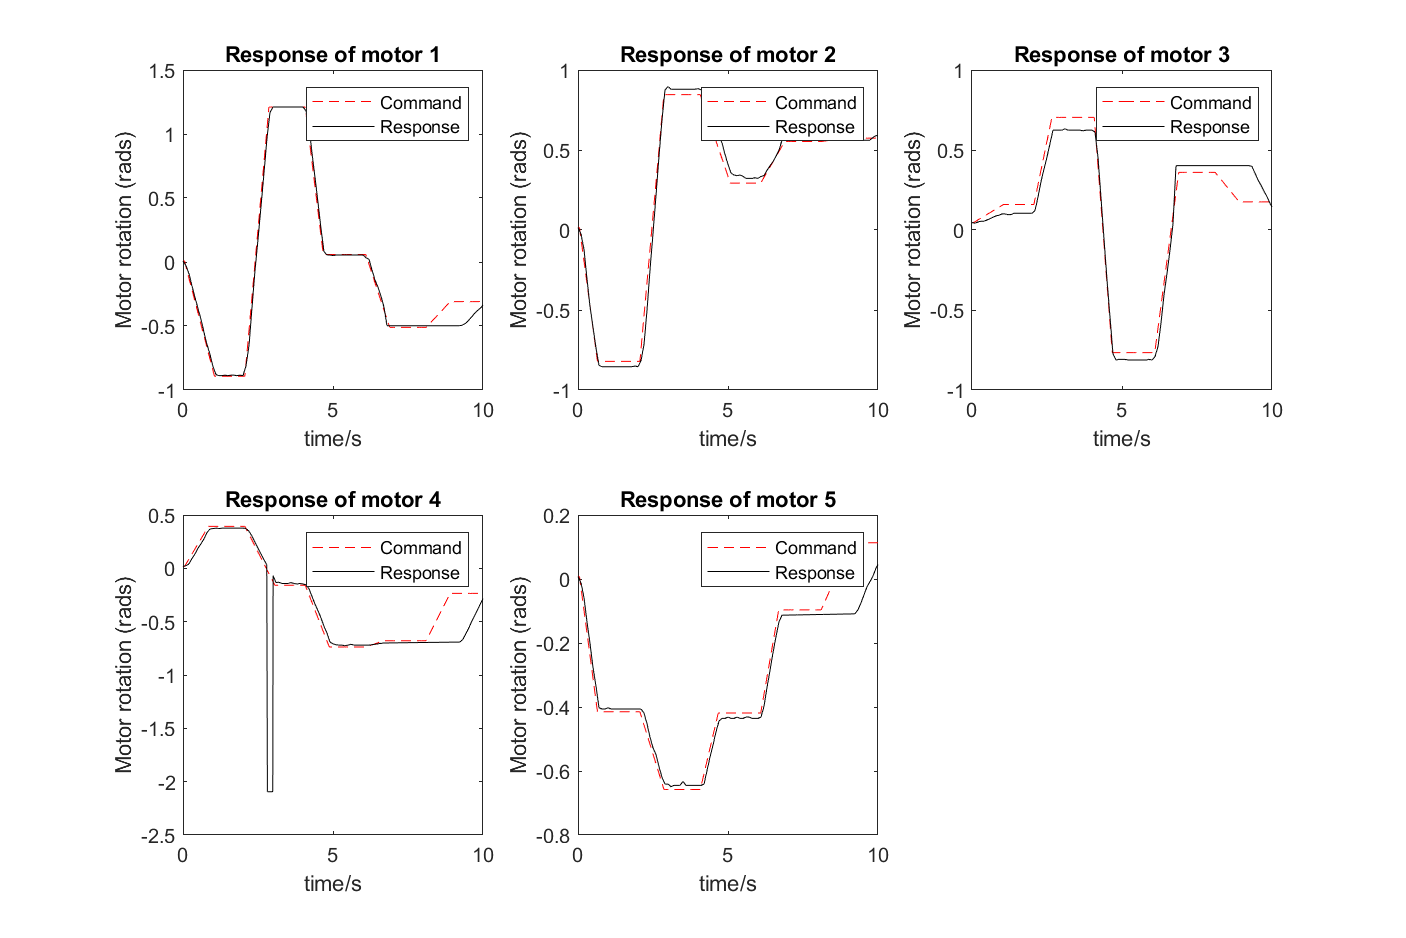 Response of motor 1
1.5
1
0.5
0
-0.5
-1
Motor rotation (rads)
0
5
10
time/s
Command
Response
Response of motor 2
1
0.5
0
-0.5
-1
Motor rotation (rads)
0
5
10
time/s
Command
Response
Response of motor 3
1
0.5
0
-0.5
-1
Motor rotation (rads)
0
5
10
time/s
Command
Response
Response of motor 4
0.5
0
-0.5
-1
-1.5
-2
-2.5
Motor rotation (rads)
0
5
10
time/s
Command
Response
Response of motor 5
0.2
0
-0.2
-0.4
-0.6
-0.8
Motor rotation (rads)
0
5
10
time/s
Command
Response